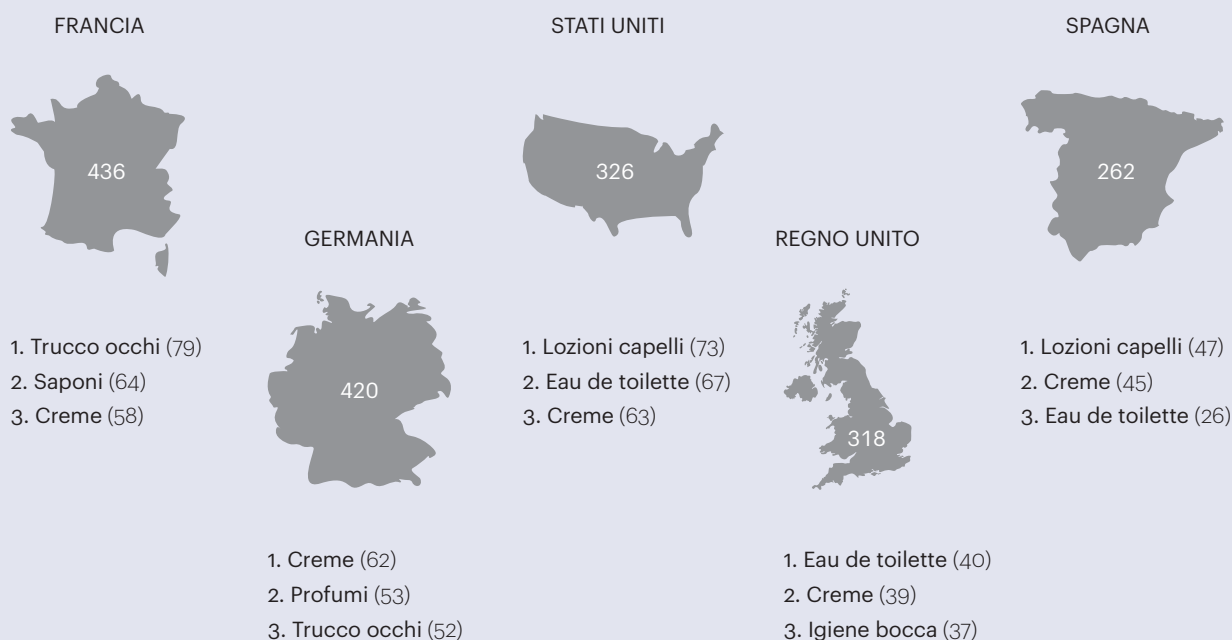 FRANCIA
436
1. Trucco occhi (79)
2. Saponi (64)
3. Creme (58)
GERMANIA
420
1. Creme (62)
2. Profumi (53)
3. Trucco occhi (52)
STATI UNITI
326
1. Lozioni capelli (73)
2. Eau de toilette (67)
3. Creme (63)
REGNO UNITO
318
1. Eau de toilette (40)
2. Creme (39)
3. Igiene bocca (37)
SPAGNA
262
1. Lozioni capelli (47)
2. Creme (45)
3. Eau de toilette (26)